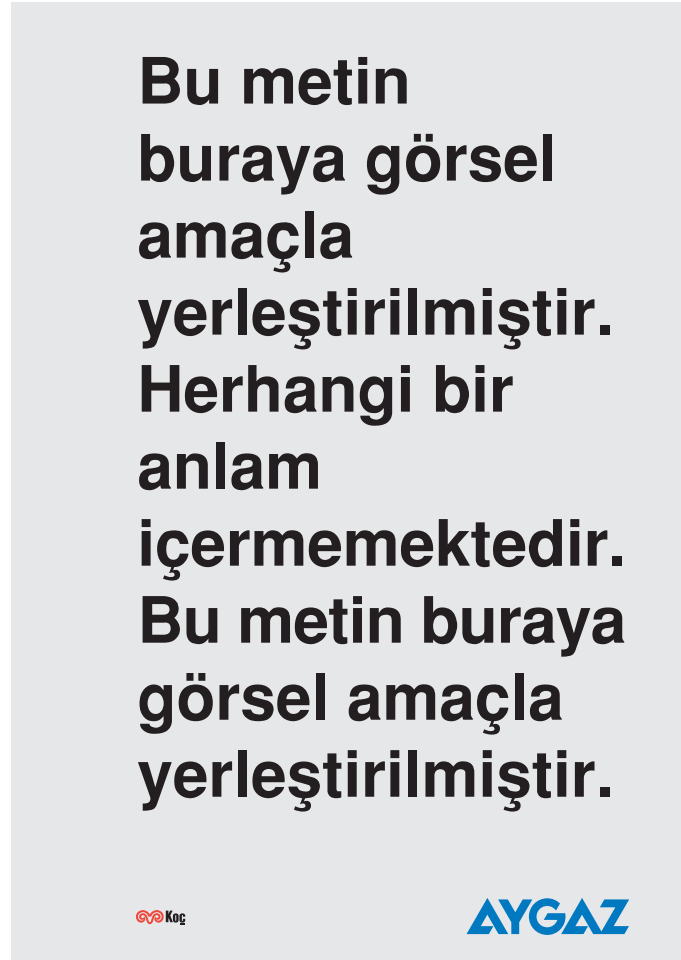 Bu metin
buraya görsel
amaçla
yerleştirilmiştir.
Herhangi bir
anlam
içermemektedir.
Bu metin buraya
görsel amaçla
yerleştirilmiştir.
Koç
AYGAZ